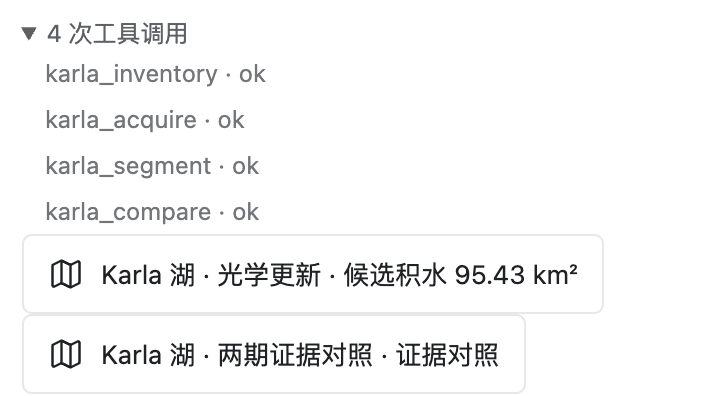 ▼ 4 次工具调用
karla_inventory · ok
karla_acquire · ok
karla_segment · ok
karla_compare · ok
Karla 湖 · 光学更新 · 候选积水 95.43 km²
Karla 湖 · 两期证据对照 · 证据对照